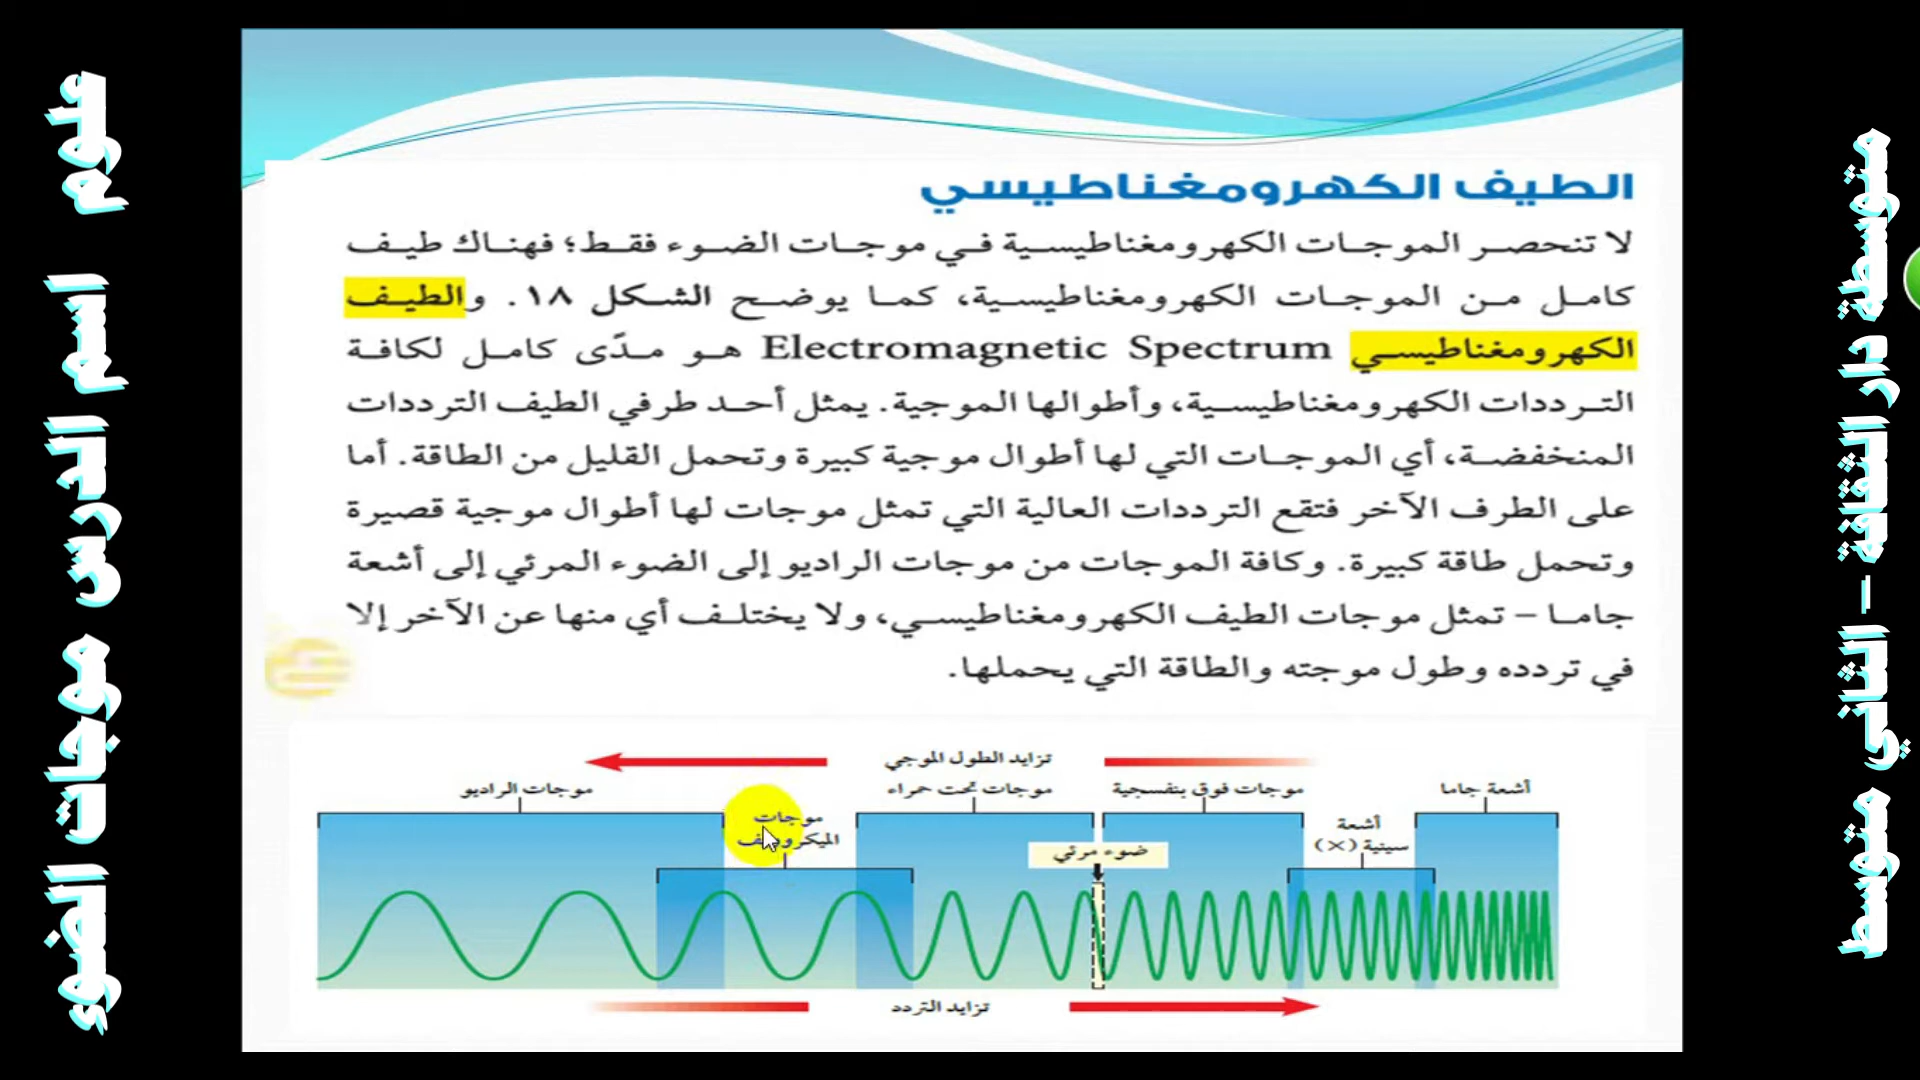 الطيف الكهرومغناطيسي
لا تنحصر الموجات الكهرومغناطيسية في موجات الضوء فقط؛ فهناك طيف
كامل من الموجات الكهرومغناطيسية، كما يوضح الشكل ١٨. والطيف
الكهرومغناطيسي Electromagnetic Spectrum هو مدًى كامل لكافة
الترددات الكهرومغناطيسية، وأطوالها الموجية. يمثل أحد طرفي الطيف الترددات
المنخفضة، أي الموجات التي لها أطوال موجية كبيرة وتحمل القليل من الطاقة. أما
على الطرف الآخر فتقع الترددات العالية التي تمثل موجات لها أطوال موجية قصيرة
وتحمل طاقة كبيرة. وكافة الموجات من موجات الراديو إلى الضوء المرئي إلى أشعة
جاما – تمثل موجات الطيف الكهرومغناطيسي، ولا يختلف أي منها عن الآخر إلا
في تردده وطول موجته والطاقة التي يحملها.
تزايد الطول الموجي
أشعة جاما
موجات فوق بنفسجية
موجات تحت حمراء
موجات الراديو
أشعة
سينية (X)
موجات
الميكروويف
ضوء مرئي
تزايد التردد
متوسطة دار الثقافة – الثاني متوسط
علوم اسم الدرس موجات الضوء